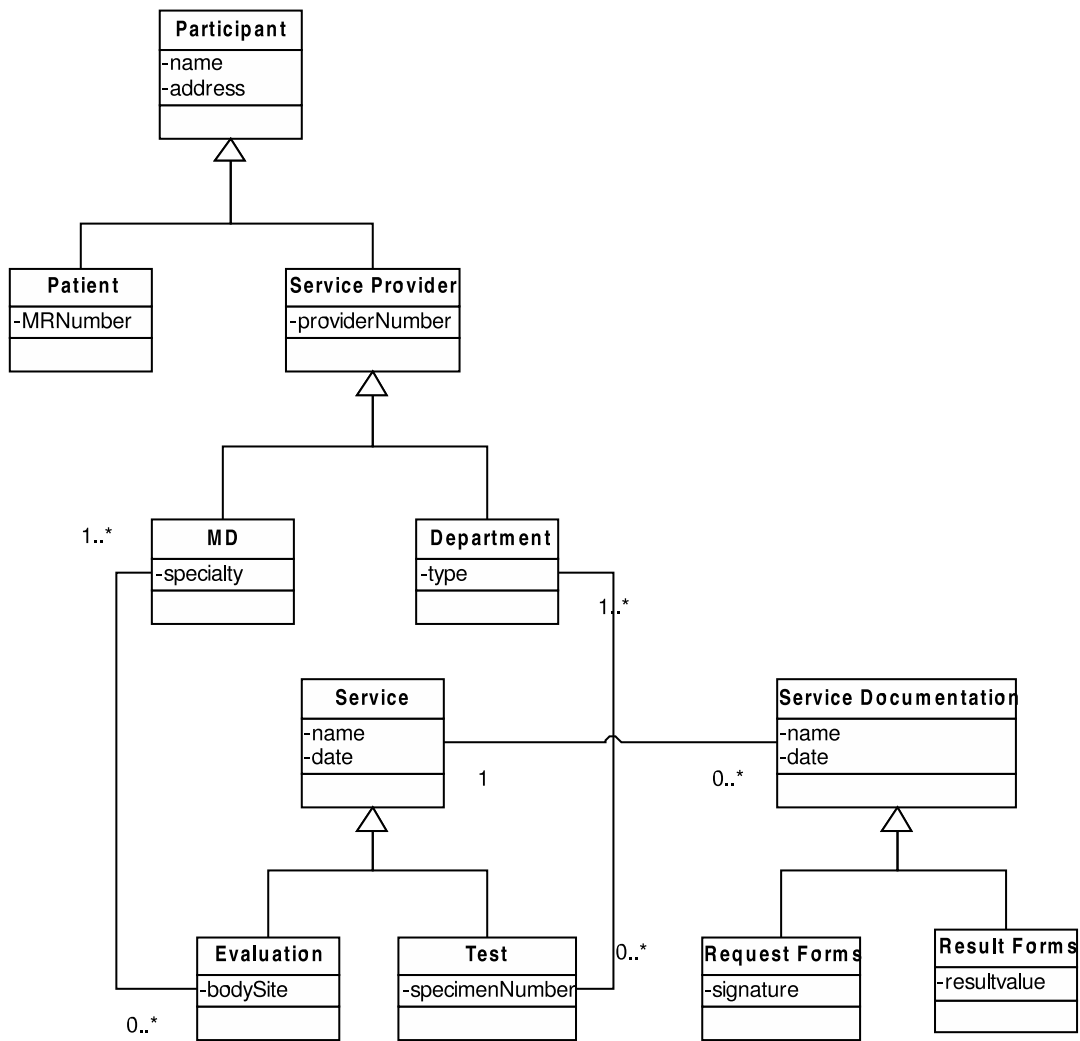 Participant
-name
-address
Patient
-MRNumber
Service Provider
-providerNumber
1..*
MD
-specialty
Department
-type
1..*
Service
-name
-date
1
0..*
Service Documentation
-name
-date
Evaluation
-bodySite
0..*
Test
-specimenNumber
0..*
Request Forms
-signature
Result Forms
-resultvalue